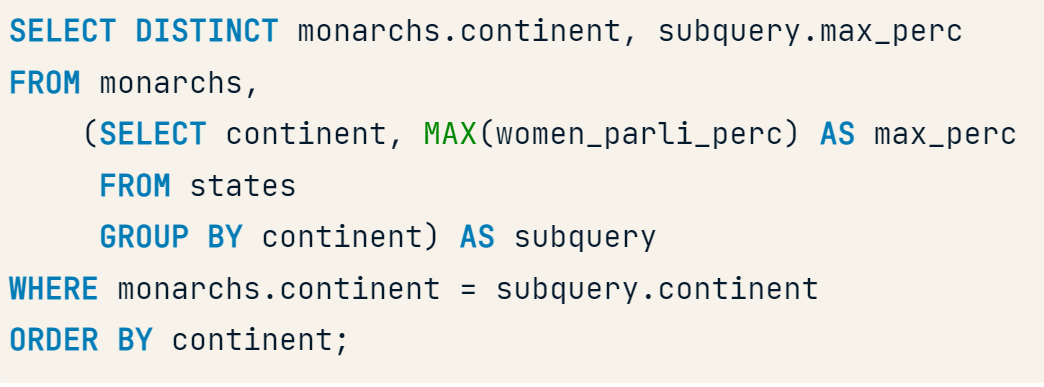 SELECT DISTINCT monarchs.continent, subquery.max_perc
FROM monarchs,
(SELECT continent, MAX(women_parli_perc) AS max_perc
FROM states
GROUP BY continent) AS subquery
WHERE monarchs.continent = subquery.continent
ORDER BY continent;